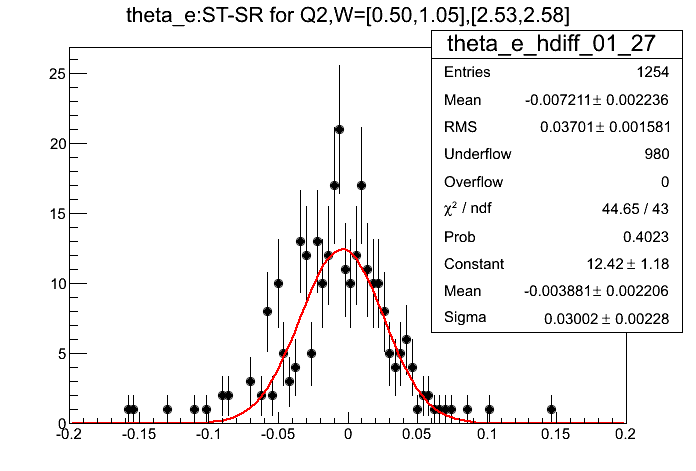 theta_e:ST-SR for Q2,W=[0.50,1.05],[2.53,2.58]
theta_e_hdiff_01_27
Entries 1254
Mean -0.007211± 0.002236
RMS 0.03701± 0.001581
Underflow 980
Overflow 0
χ² / ndf 44.65 / 43
Prob 0.4023
Constant 12.42 ± 1.18
Mean -0.003881± 0.002206
Sigma 0.03002 ± 0.00228
25
20
15
10
5
0
-0.2 -0.15 -0.1 -0.05 0 0.05 0.1 0.15 0.2